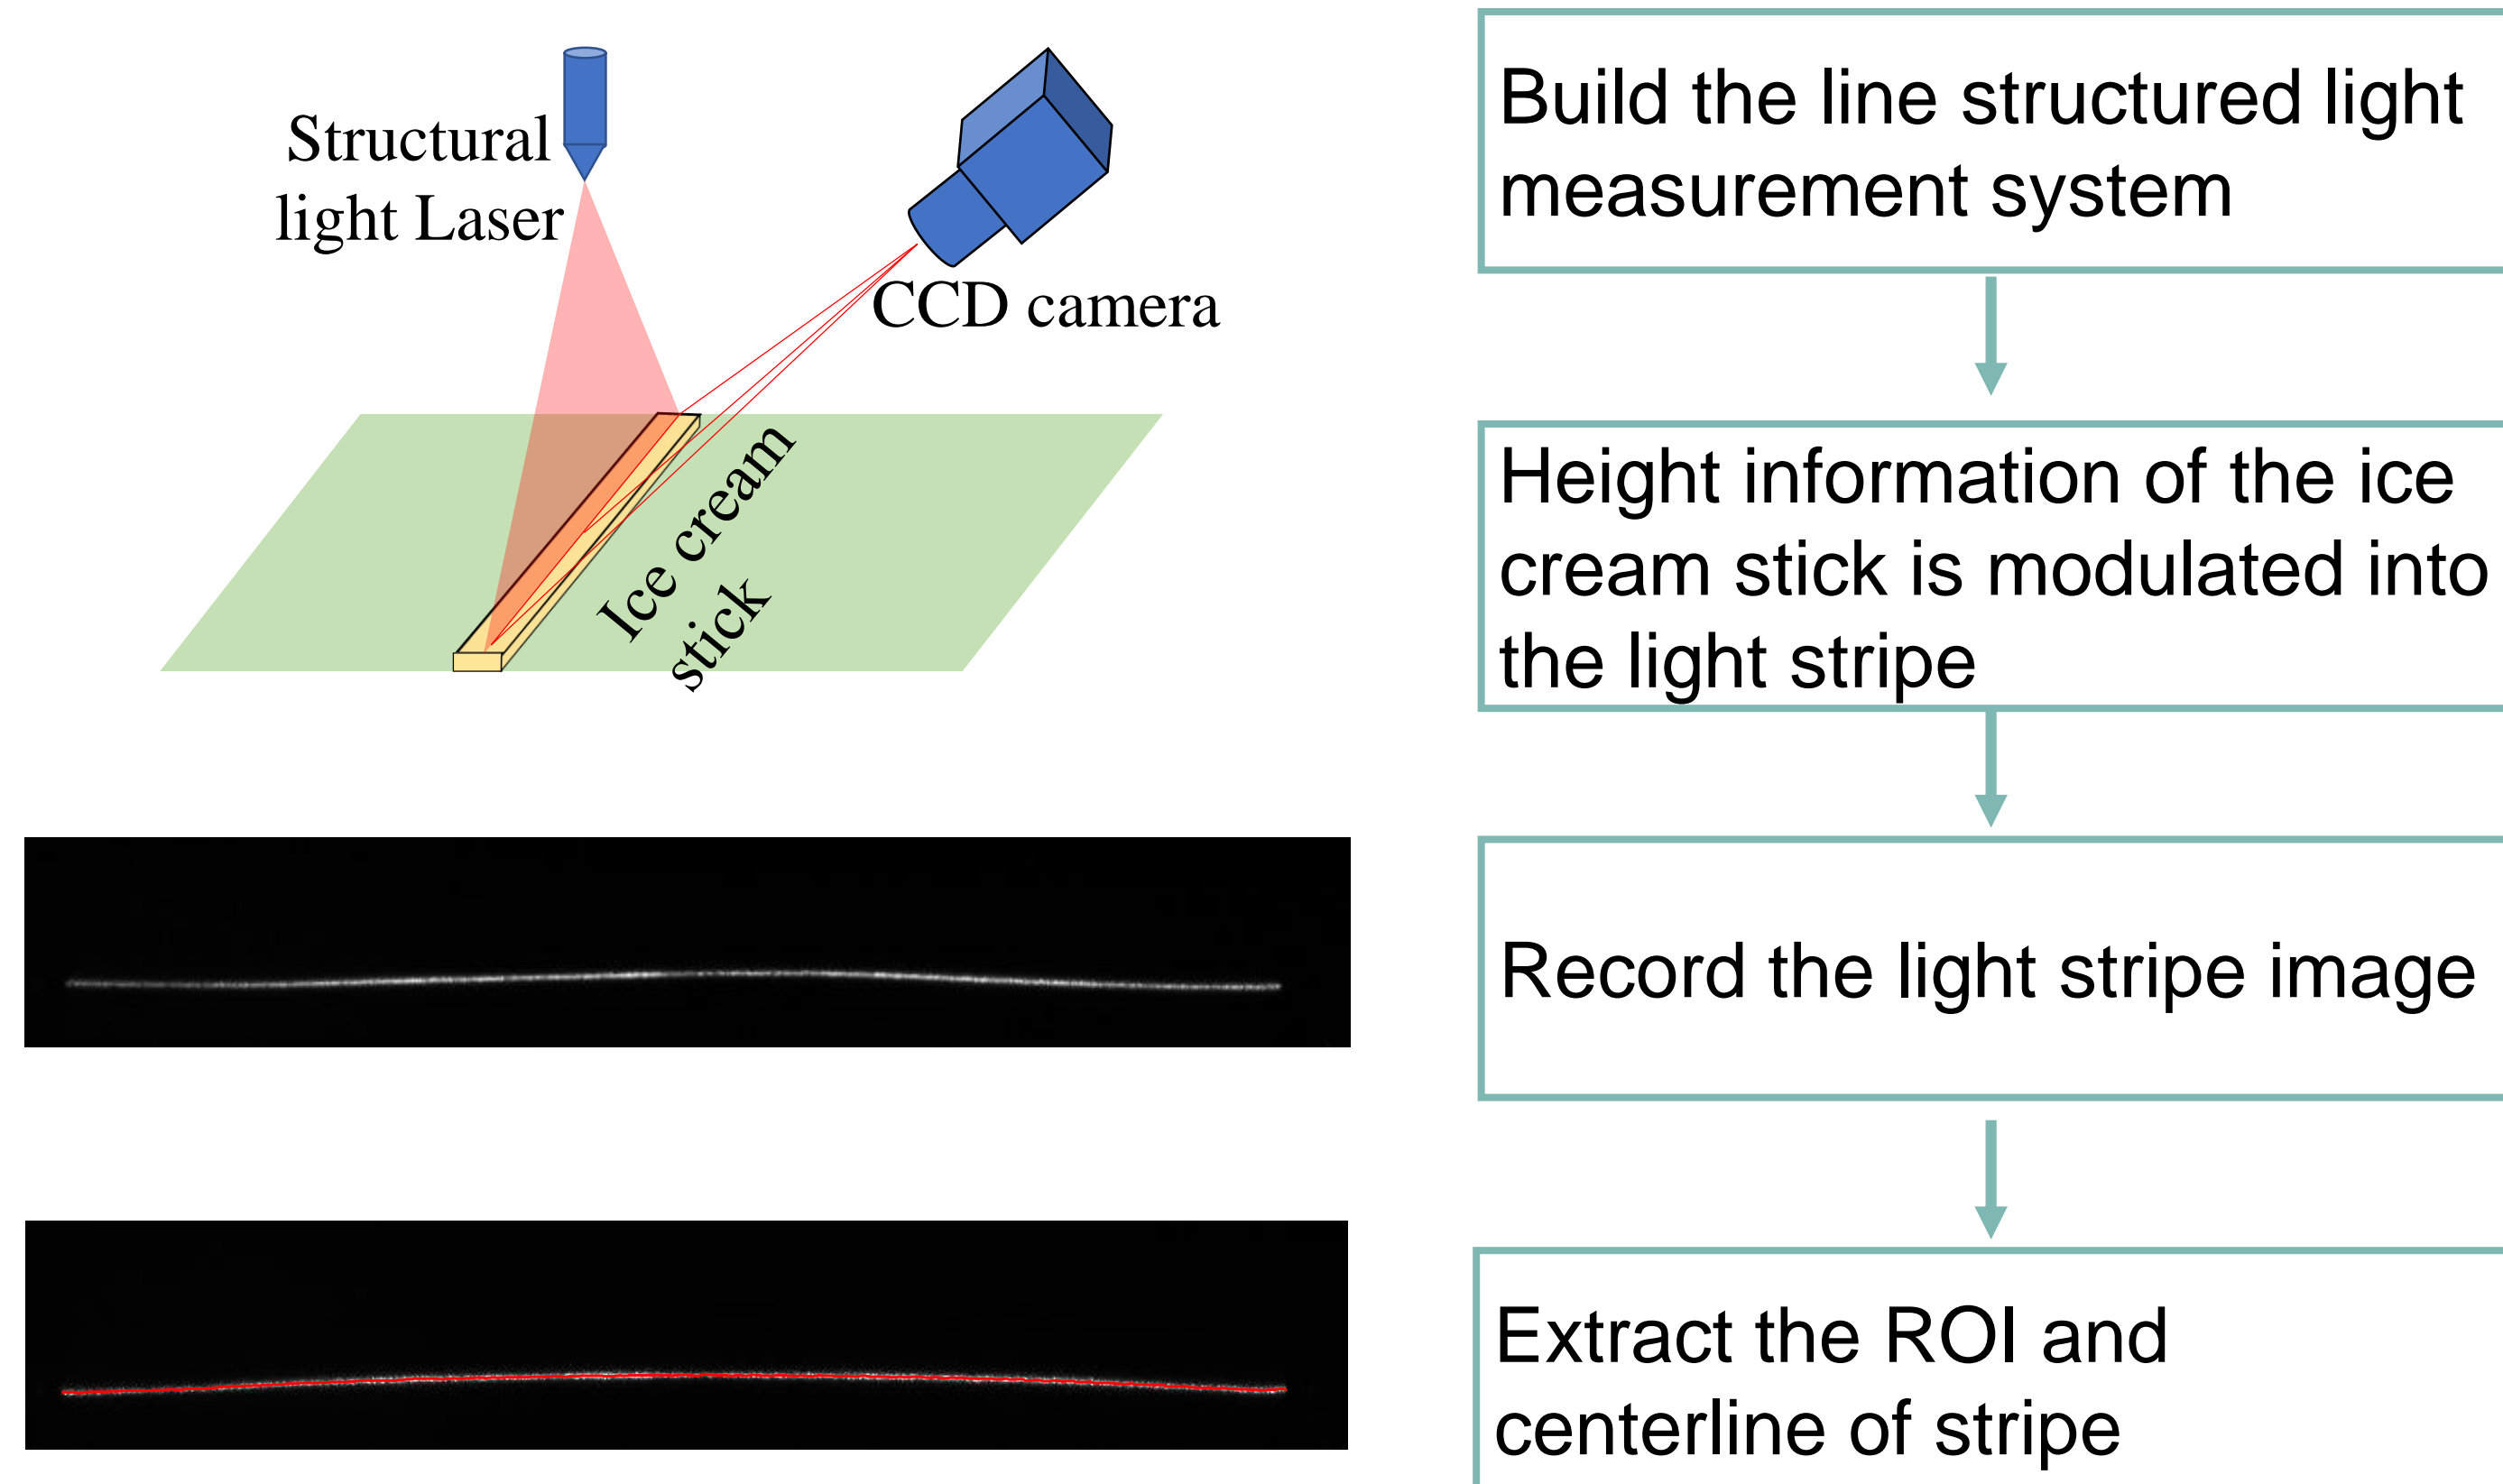 Structural
light Laser
CCD camera
Ice cream
stick
Build the line structured light
measurement system
Height information of the ice
cream stick is modulated into
the light stripe
Record the light stripe image
Extract the ROI and
centerline of stripe